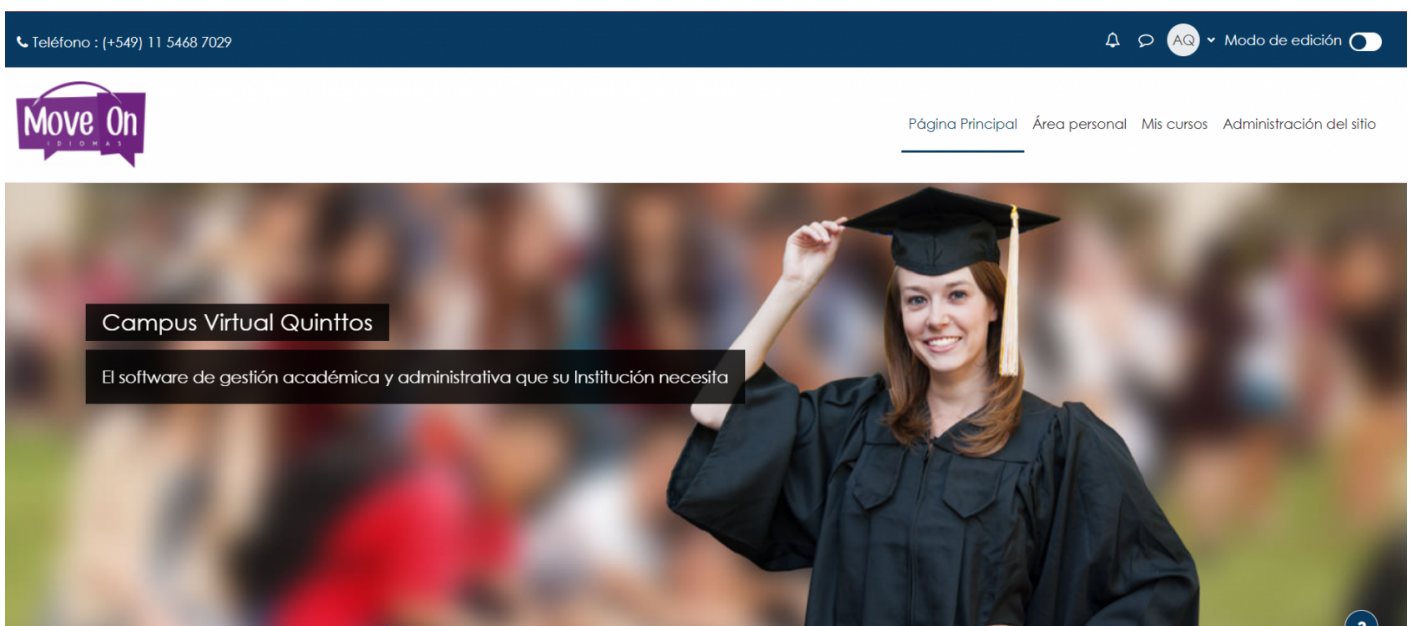 Teléfono : (+549) 11 5468 7029
AQ
Modo de edición
Move On
IDIOMAS
Página Principal
Área personal
Mis cursos
Administración del sitio
Campus Virtual Quinttos
El software de gestión académica y administrativa que su Institución necesita